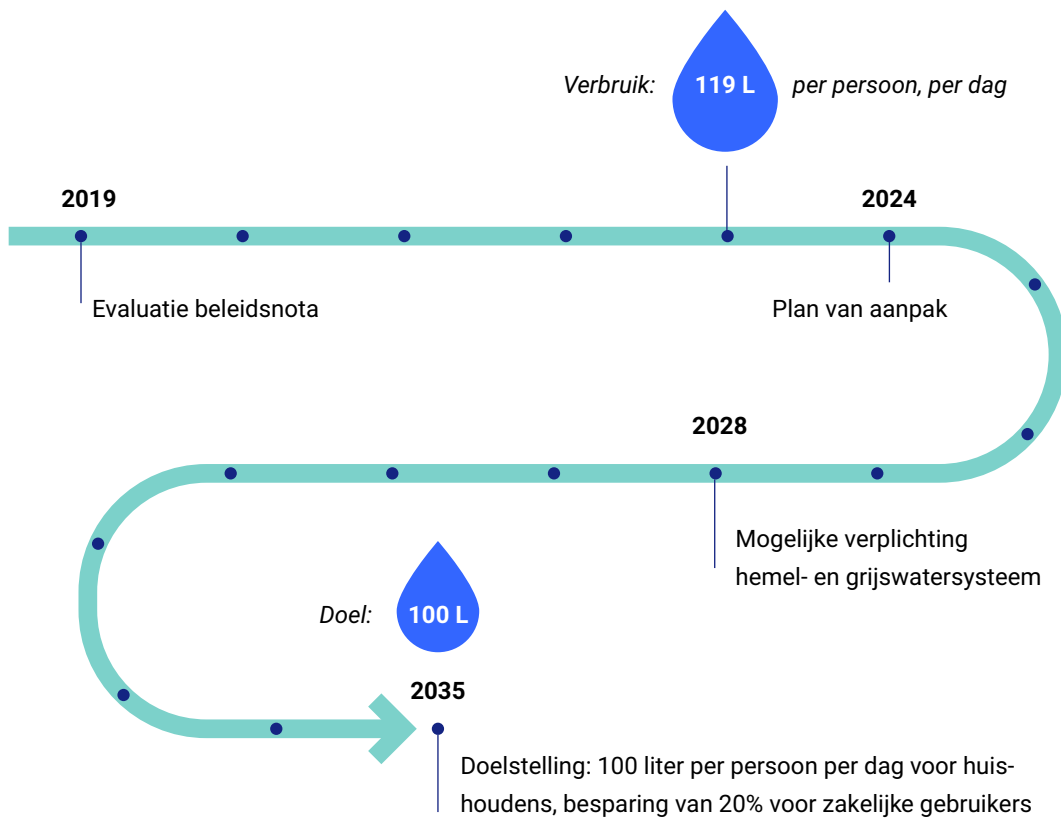 Verbruik: 119 L per persoon, per dag
2019
2024
Evaluatie beleidsnota
Plan van aanpak
2028
Mogelijke verplichting
hemel- en grijswatersysteem
Doel: 100 L
2035
Doelstelling: 100 liter per persoon per dag voor huis-
houdens, besparing van 20% voor zakelijke gebruikers